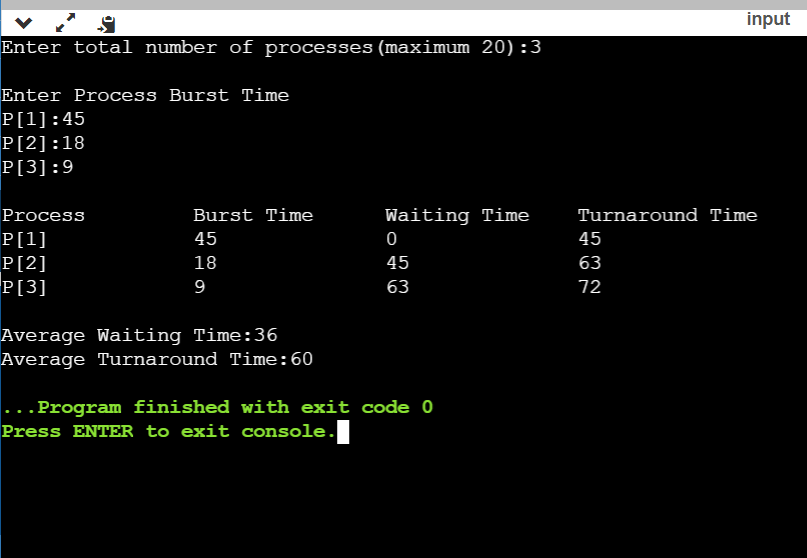 input
Enter total number of processes(maximum 20):3
Enter Process Burst Time
P[1]:45
P[2]:18
P[3]:9
Process Burst Time Waiting Time Turnaround Time
P[1] 45 0 45
P[2] 18 45 63
P[3] 9 63 72
Average Waiting Time:36
Average Turnaround Time:60
...Program finished with exit code 0
Press ENTER to exit console.